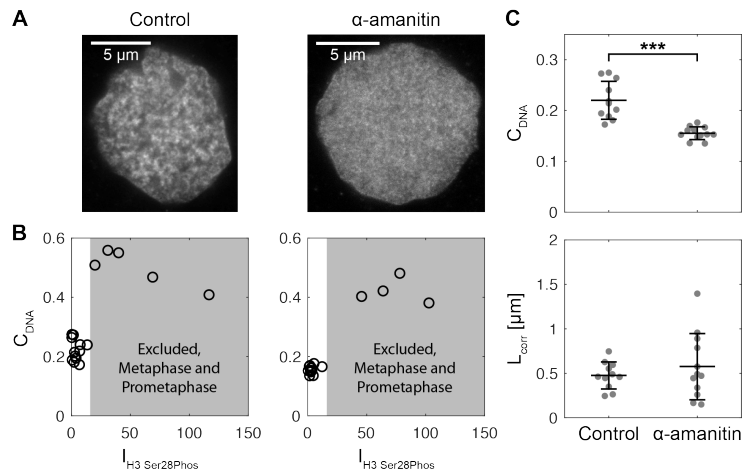 A
Control
α-amanitin
5 µm
5 µm
B
C_DNA
0.6
0.4
0.2
0
Excluded,
Metaphase and
Prometaphase
0 50 100 150
I_H3 Ser28Phos
0.6
0.4
0.2
0
Excluded,
Metaphase and
Prometaphase
0 50 100 150
I_H3 Ser28Phos
C
C_DNA
0.3
0.2
0.1
0
***
L_corr [µm]
2
1.5
1
0.5
0
Control α-amanitin